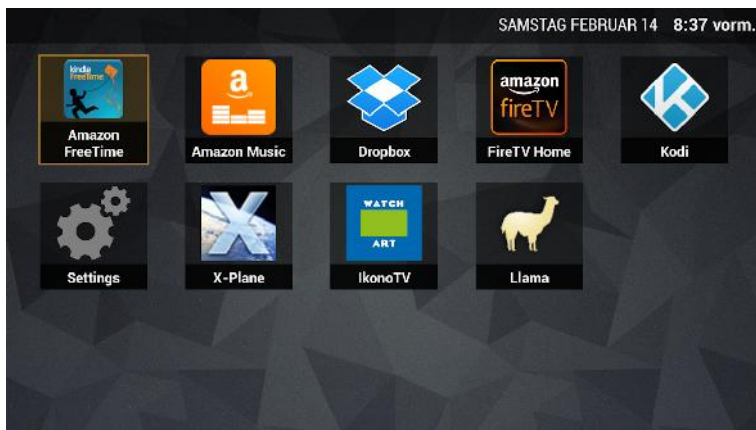 SAMSTAG FEBRUAR 14 8:37 vorm.
kindle
FreeTime
Amazon
FreeTime
a
Amazon Music
Dropbox
amazon
fireTV
FireTV Home
Kodi
Settings
X
X-Plane
WATCH
ART
IkonoTV
Llama